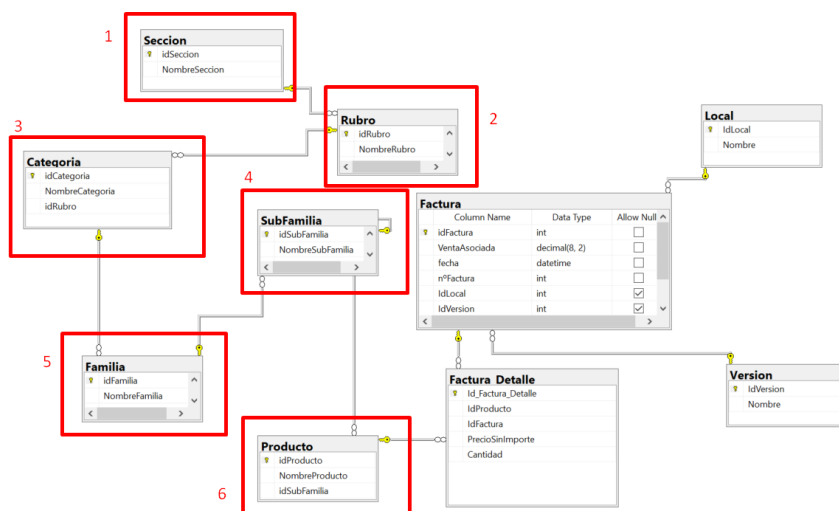 1
Seccion
idSeccion
NombreSeccion
2
Rubro
idRubro
NombreRubro
3
Categoria
idCategoria
NombreCategoria
idRubro
4
SubFamilia
idSubFamilia
NombreSubFamilia
Local
IdLocal
Nombre
Factura
Column Name Data Type Allow Null
idFactura int
VentaAsociada decimal(8, 2)
fecha datetime
nºFactura int
IdLocal int
IdVersion int
5
Familia
idFamilia
NombreFamilia
Factura_Detalle
Id_Factura_Detalle
IdProducto
IdFactura
PrecioSinImporte
Cantidad
Version
IdVersion
Nombre
6
Producto
idProducto
NombreProducto
idSubFamilia